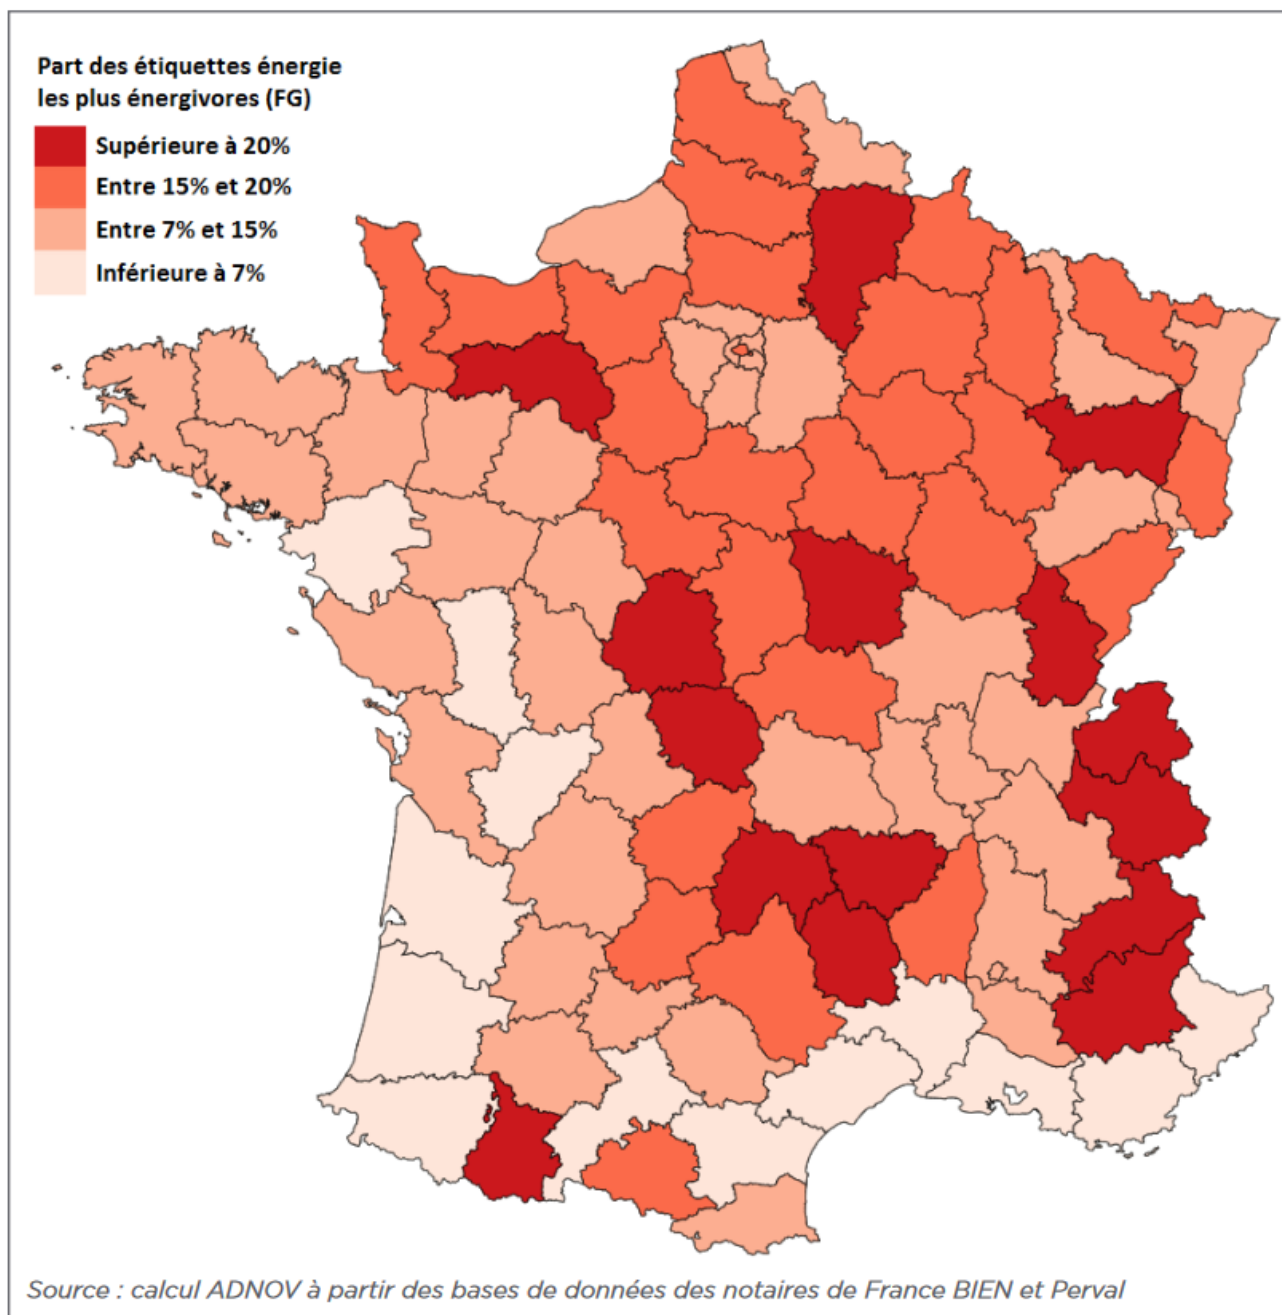 Part des étiquettes énergie
les plus énergivores (FG)
Supérieure à 20%
Entre 15% et 20%
Entre 7% et 15%
Inférieure à 7%
Source : calcul ADNOV à partir des bases de données des notaires de France BIEN et Perval